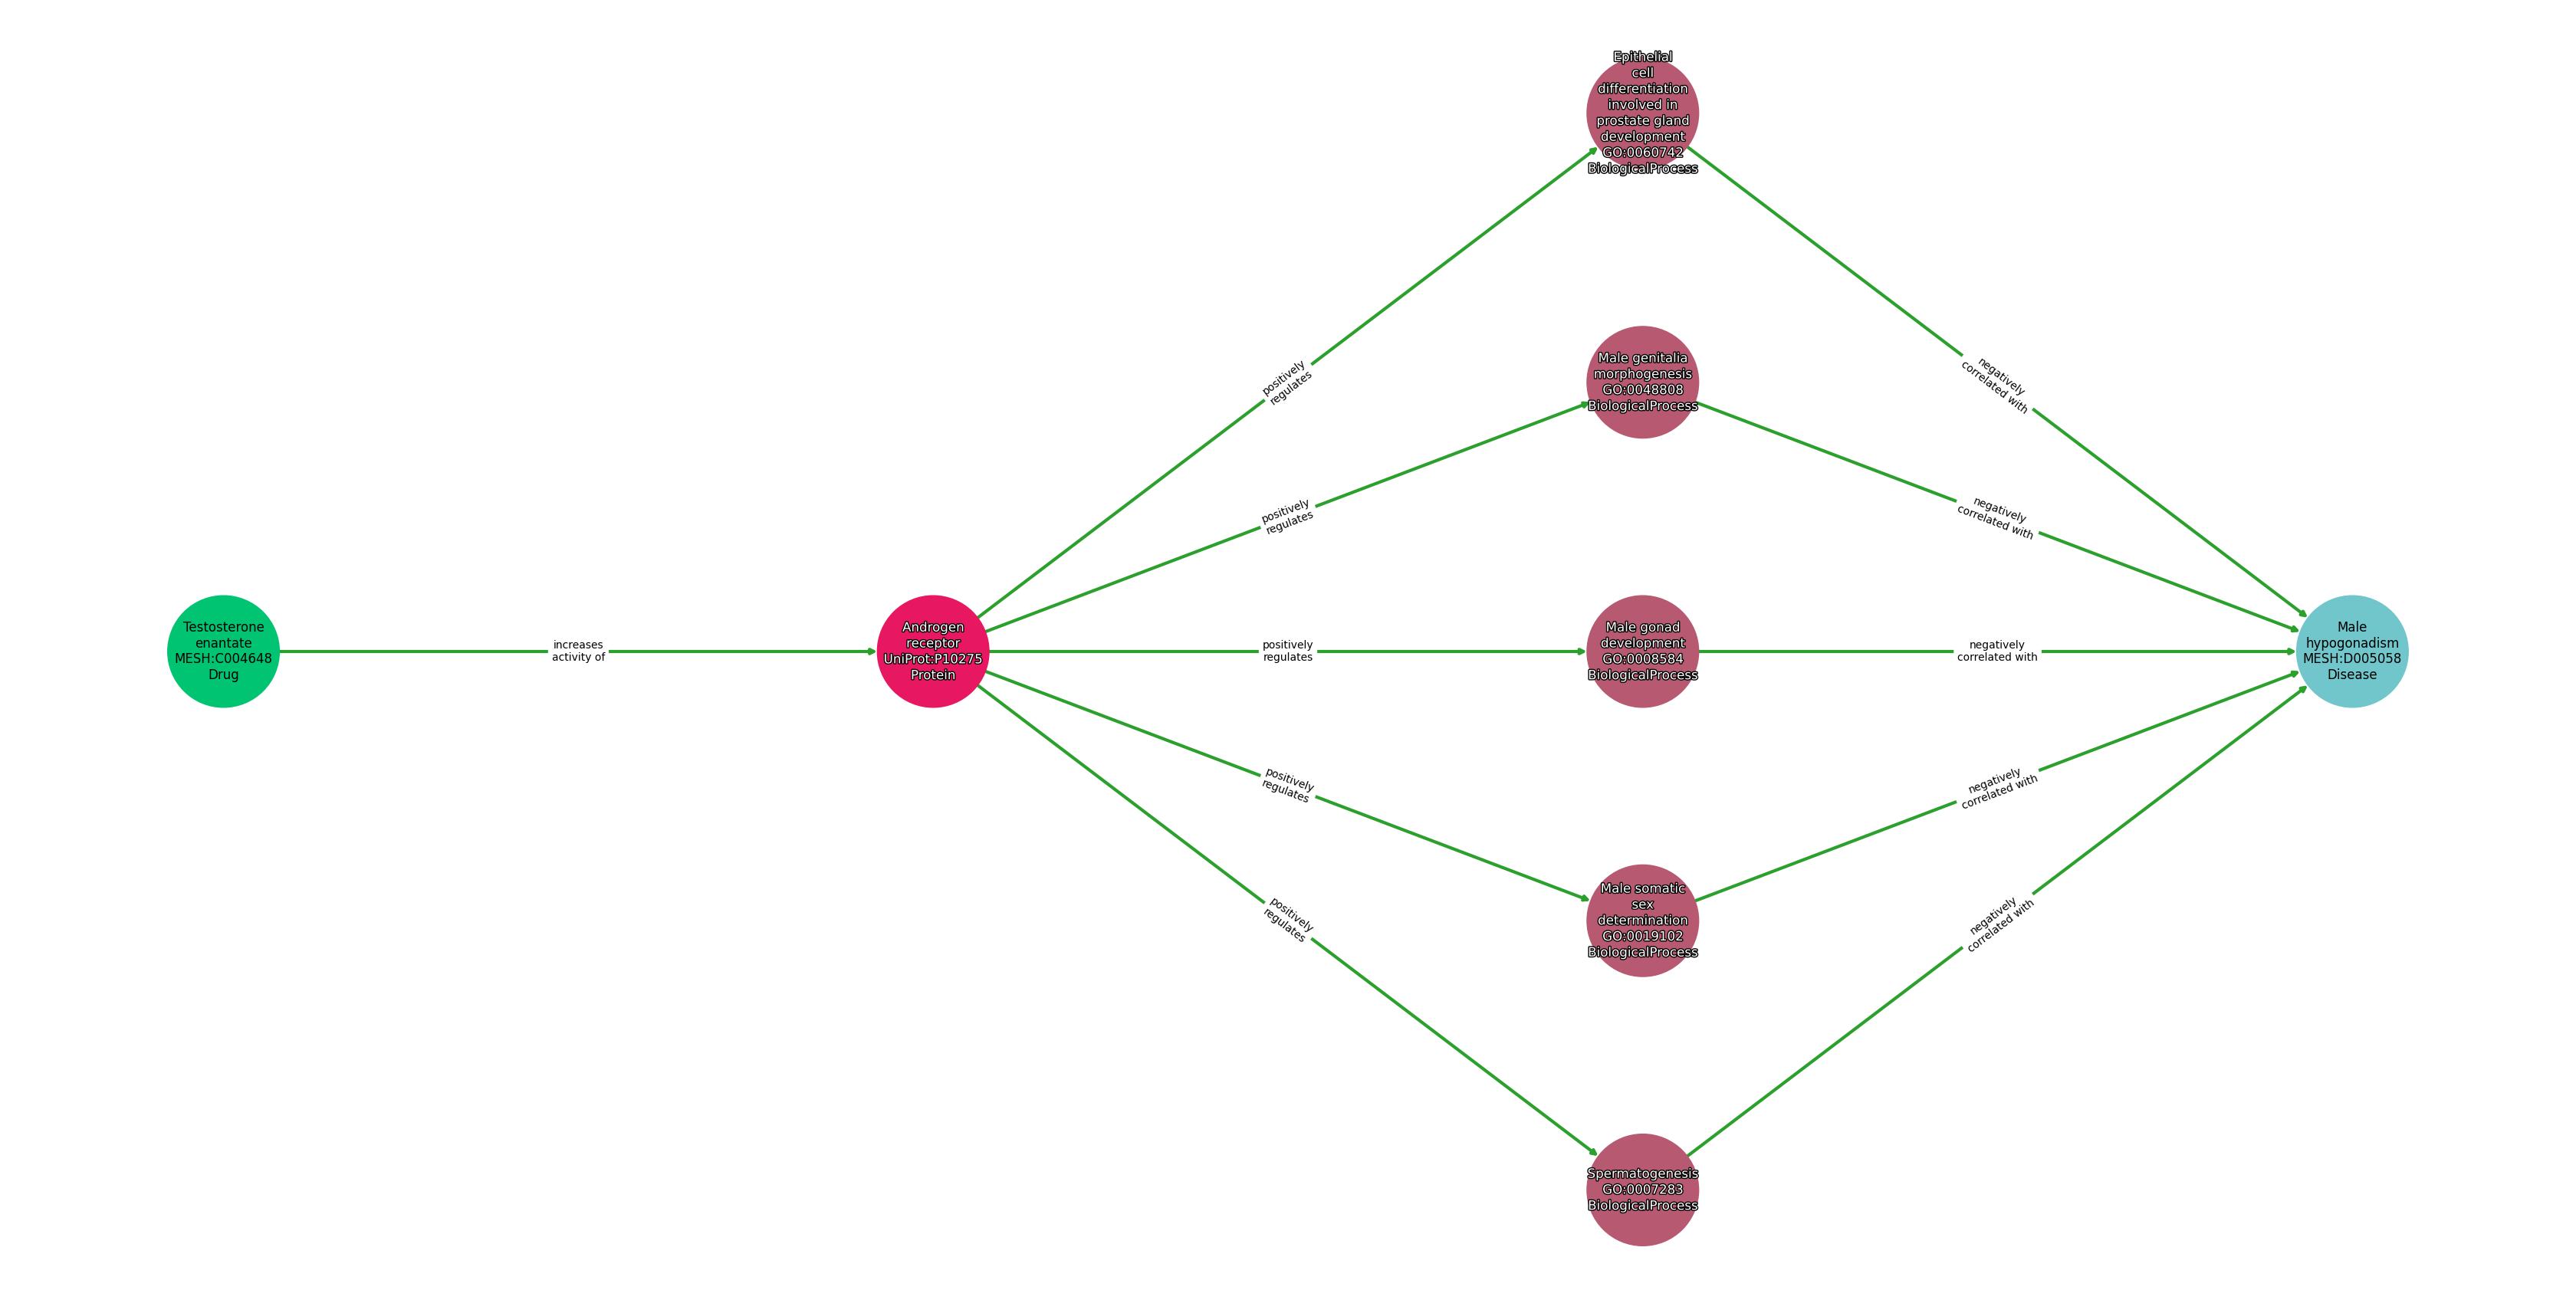 Testosterone
enantate
MESH:C004648
Drug
increases
activity of
Androgen
receptor
UniProt:P10275
Protein
positively
regulates
positively
regulates
positively
regulates
positively
regulates
positively
regulates
Epithelial
cell
differentiation
involved in
prostate gland
development
GO:0060742
BiologicalProcess
Male genitalia
morphogenesis
GO:0048808
BiologicalProcess
Male gonad
development
GO:0008584
BiologicalProcess
Male somatic
sex
determination
GO:0019102
BiologicalProcess
Spermatogenesis
GO:0007283
BiologicalProcess
negatively
correlated with
negatively
correlated with
negatively
correlated with
negatively
correlated with
negatively
correlated with
Male
hypogonadism
MESH:D005058
Disease